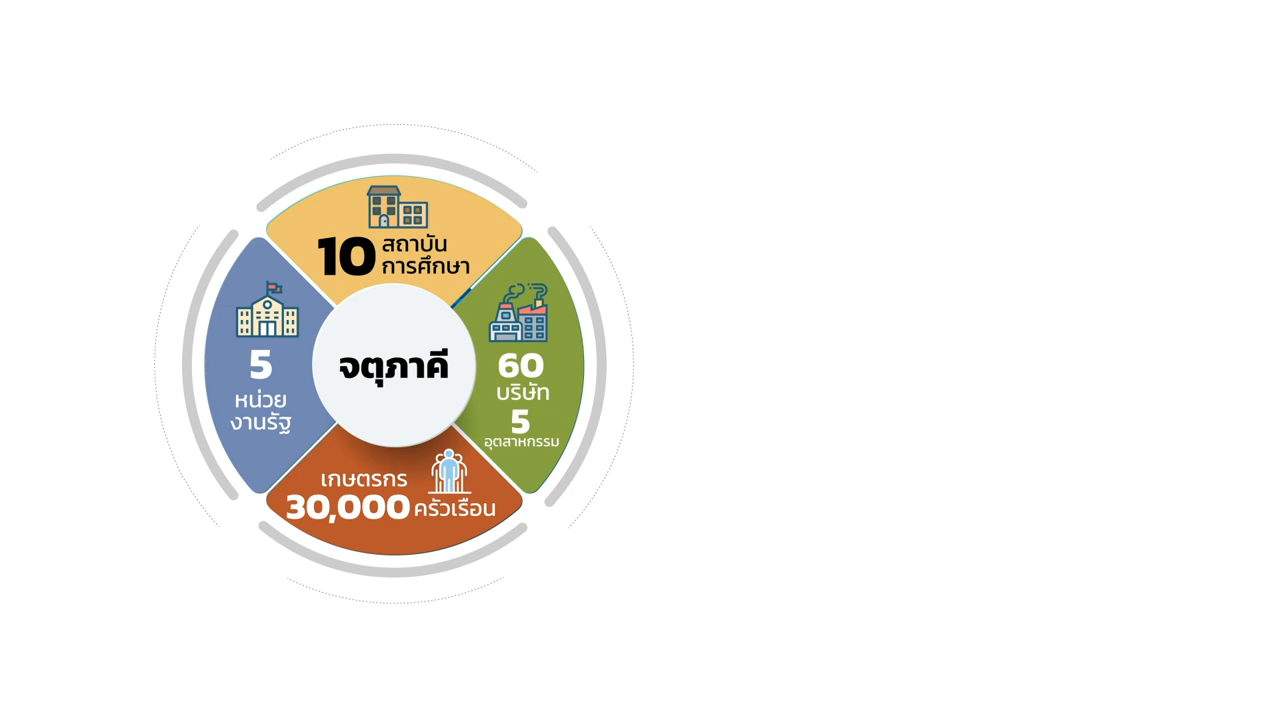 10 สถาบัน
การศึกษา
5
หน่วย
งานรัฐ
จตุภาคี
60
บริษัท
5
อุตสาหกรรม
เกษตรกร
30,000 ครัวเรือน